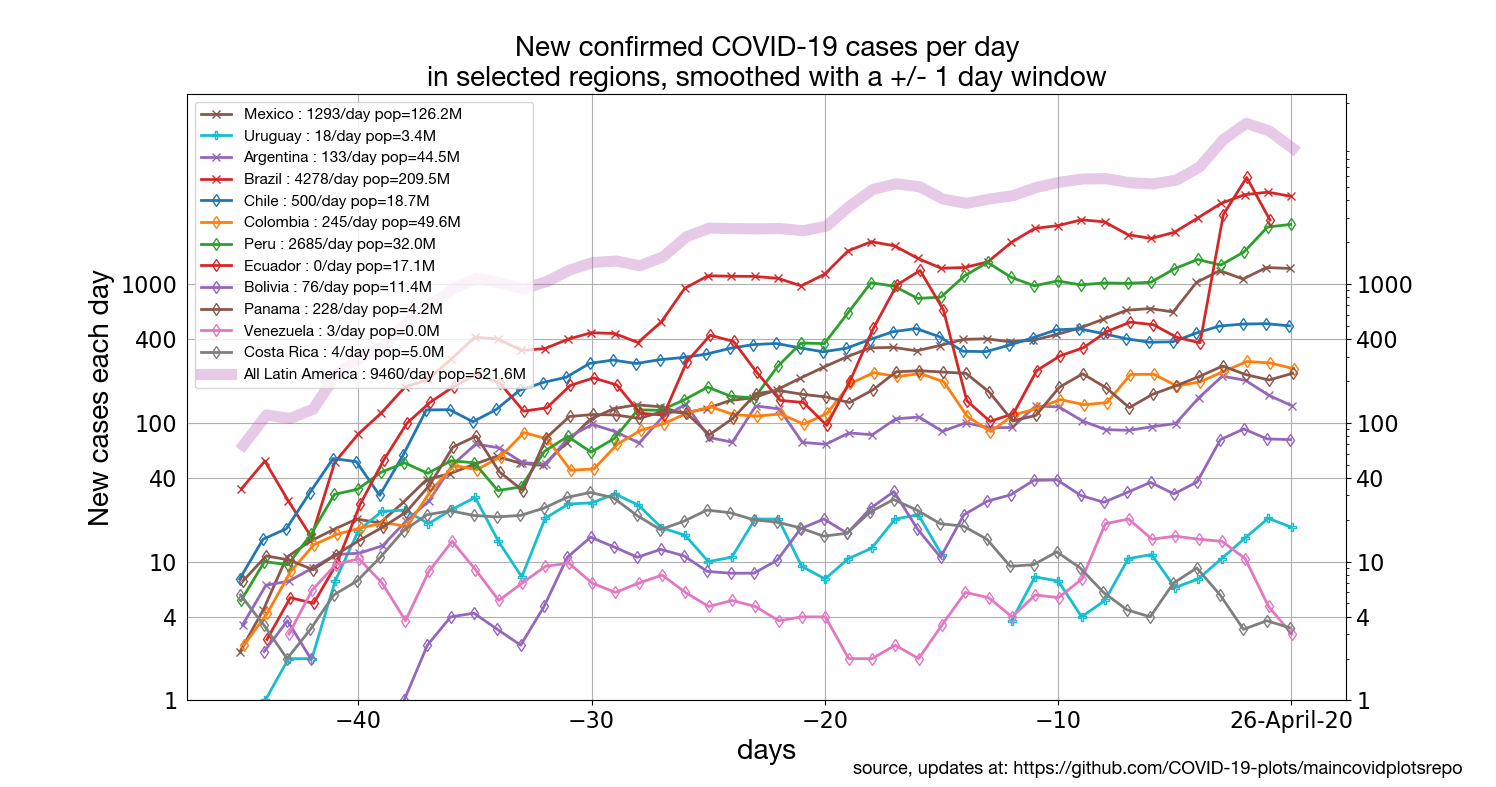 New confirmed COVID-19 cases per day
in selected regions, smoothed with a +/- 1 day window
Mexico : 1293/day pop=126.2M
Uruguay : 18/day pop=3.4M
Argentina : 133/day pop=44.5M
Brazil : 4278/day pop=209.5M
Chile : 500/day pop=18.7M
Colombia : 245/day pop=49.6M
Peru : 2685/day pop=32.0M
Ecuador : 0/day pop=17.1M
Bolivia : 76/day pop=11.4M
Panama : 228/day pop=4.2M
Venezuela : 3/day pop=0.0M
Costa Rica : 4/day pop=5.0M
All Latin America : 9460/day pop=521.6M
New cases each day
1000
400
100
40
10
4
1
1000
400
100
40
10
4
1
−40
−30
−20
−10
26-April-20
days
source, updates at: https://github.com/COVID-19-plots/maincovidplotsrepo